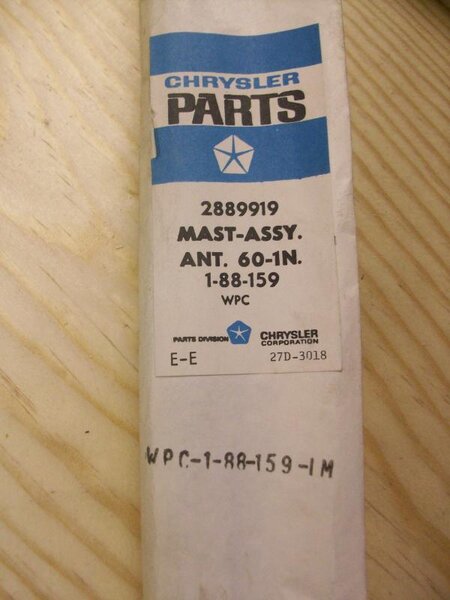 CHRYSLER
PARTS
2889919
MAST-ASSY.
ANT. 60-1N.
1-88-159
WPC
PARTS DIVISION CHRYSLER
CORPORATION
E-E 27D-3018
WPC-1-88-159-1M